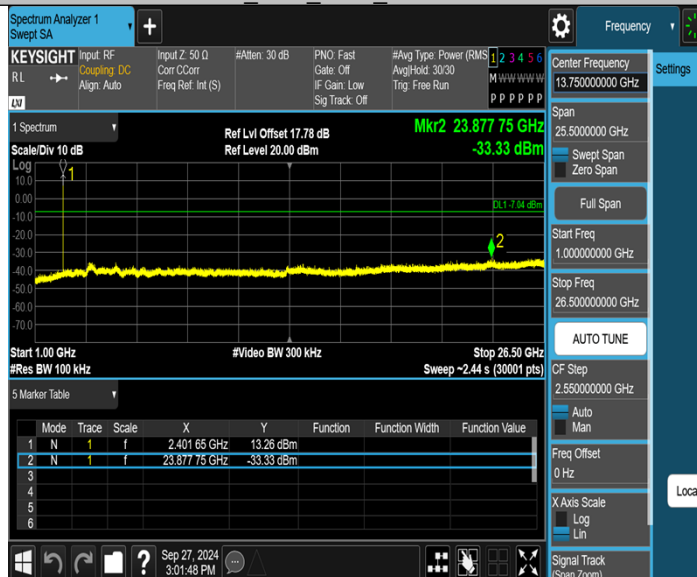 Spectrum Analyzer 1
Swept SA
+
Frequency
KEYSIGHT
RL
LXI
Input: RF
Coupling: DC
Align: Auto
Input Z: 50 Ω
Corr CCorr
Freq Ref: Int (S)
#Atten: 30 dB
PNO: Fast
Gate: Off
IF Gain: Low
Sig Track: Off
#Avg Type: Power (RMS
Avg|Hold: 30/30
Trig: Free Run
1 2 3 4 5 6
M W W W W W
P P P P P P
1 Spectrum
Scale/Div 10 dB
Ref Lvl Offset 17.78 dB
Ref Level 20.00 dBm
Mkr2 23.877 75 GHz
-33.33 dBm
Log
10.0
0.00
-10.0
-20.0
-30.0
-40.0
-50.0
-60.0
-70.0
1
DL1 -7.04 dBm
2
Start 1.00 GHz
#Video BW 300 kHz
Stop 26.50 GHz
#Res BW 100 kHz
Sweep ~2.44 s (30001 pts)
5 Marker Table
Mode Trace Scale X Y Function Function Width Function Value
1 N 1 f 2.401 65 GHz 13.26 dBm
2 N 1 f 23.877 75 GHz -33.33 dBm
3
4
5
6
?
Sep 27, 2024
3:01:48 PM
Center Frequency
13.750000000 GHz
Settings
Span
25.5000000 GHz
Swept Span
Zero Span
Full Span
Start Freq
1.000000000 GHz
Stop Freq
26.500000000 GHz
AUTO TUNE
CF Step
2.550000000 GHz
Auto
Man
Freq Offset
0 Hz
Loca
X Axis Scale
Log
Lin
Signal Track
(Span Zoom)